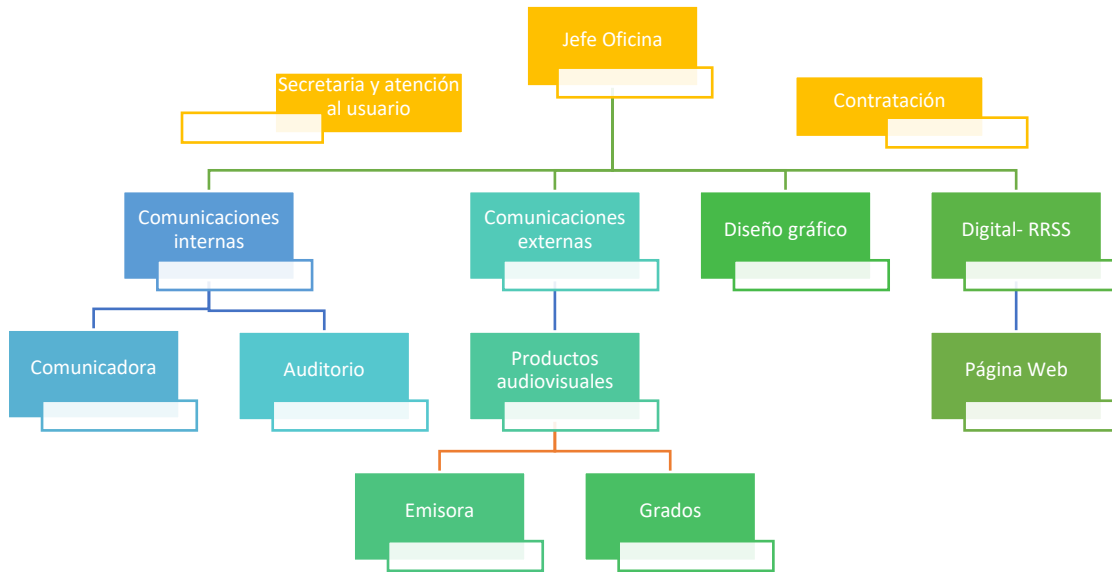 Jefe Oficina
Secretaria y atención
al usuario
Contratación
Comunicaciones
internas
Comunicaciones
externas
Diseño gráfico
Digital- RRSS
Comunicadora
Auditorio
Productos
audiovisuales
Página Web
Emisora
Grados